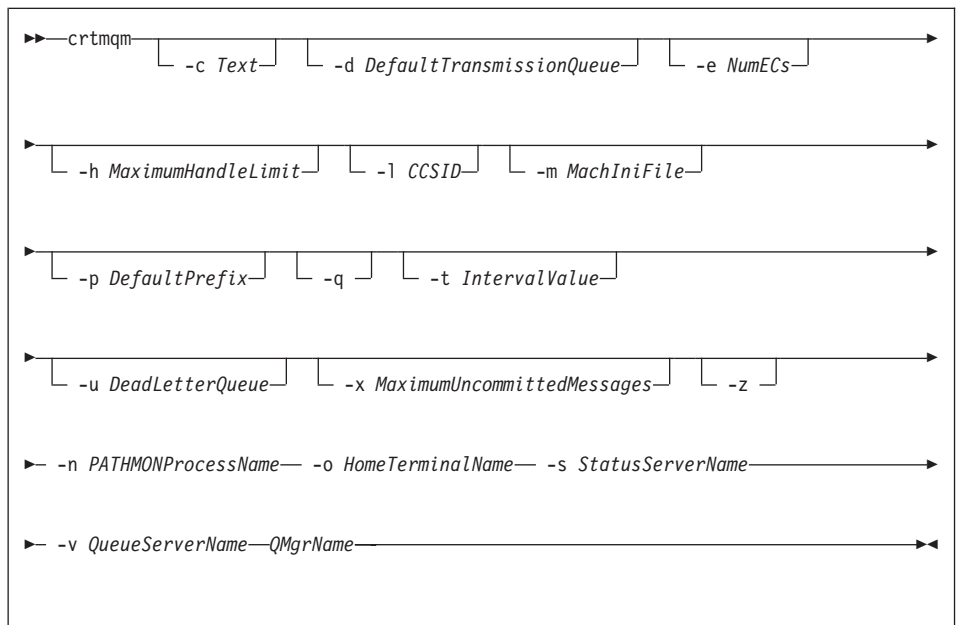 crtmqm
-c Text -d DefaultTransmissionQueue -e NumECs
-h MaximumHandleLimit -l CCSID -m MachIniFile
-p DefaultPrefix -q -t IntervalValue
-u DeadLetterQueue -x MaximumUncommittedMessages -z
-n PATHMONProcessName -o HomeTerminalName -s StatusServerName
-v QueueServerName QMgrName